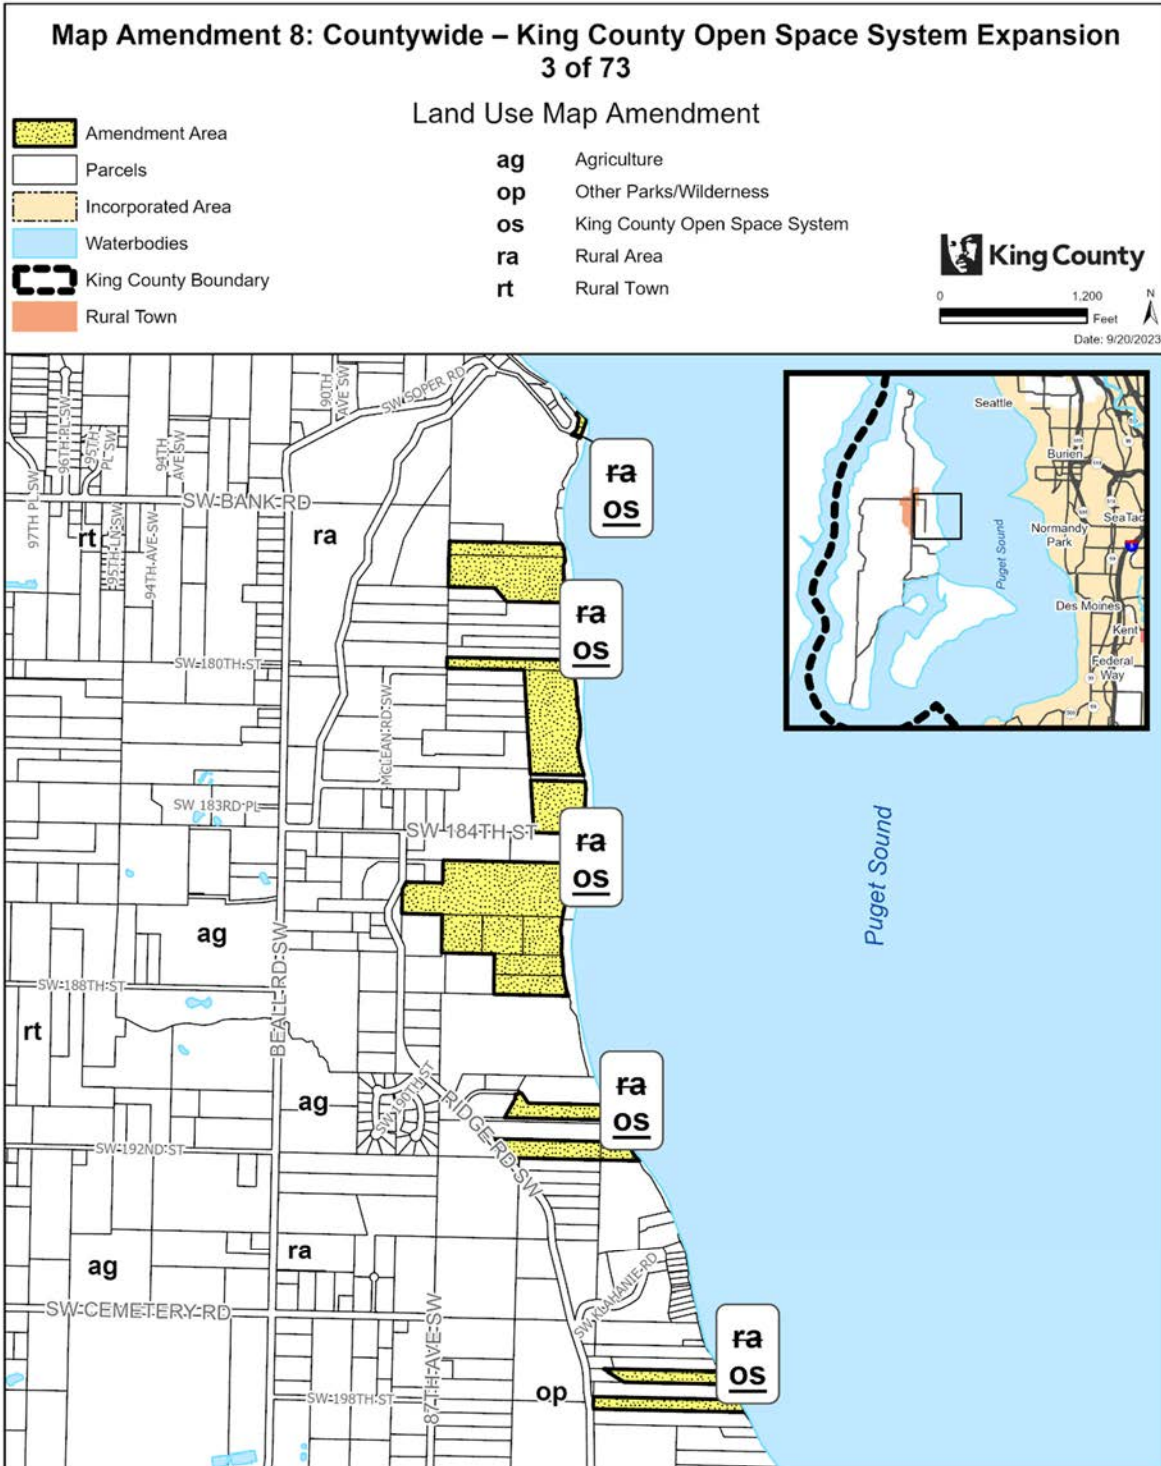 Map Amendment 8: Countywide – King County Open Space System Expansion
3 of 73
Land Use Map Amendment
Amendment Area
Parcels
Incorporated Area
Waterbodies
King County Boundary
Rural Town
ag Agriculture
op Other Parks/Wilderness
os King County Open Space System
ra Rural Area
rt Rural Town
King County
0 1,200
Feet
N
Date: 9/20/2023
90TH
AVE SW
SW SOPER RD
96TH PL SW
95TH
PL SW
94TH
AVE SW
97TH PL SW
SW BANK RD
rt
95TH LN SW
94TH AVE SW
ra
ra
os
ra
os
SW 180TH ST
MCLEAN RD SW
SW 183RD PL
SW 184TH ST
ra
os
ag
BEALL RD SW
SW 188TH ST
rt
ag
SW 190TH ST
RIDGE RD SW
ra
os
SW 192ND ST
ra
ag
SW CEMETERY RD
SW KLAHANIE RD
87TH AVE SW
SW 198TH ST
op
ra
os
Puget Sound
Seattle
Burien
SeaTac
Normandy
Park
Puget Sound
Des Moines
Kent
Federal
Way